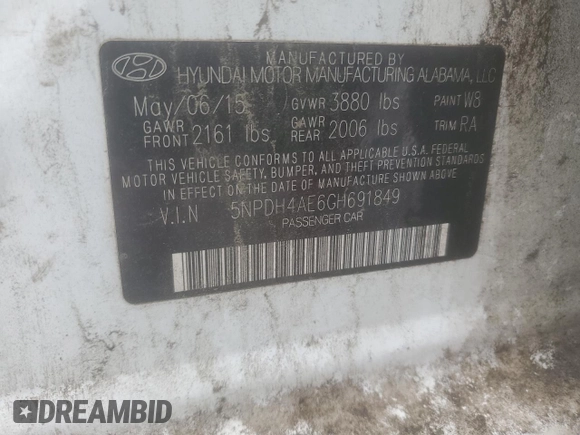 MANUFACTURED BY
HYUNDAI MOTOR MANUFACTURING ALABAMA, LLC
May/06/15 GVWR 3880 lbs PAINT W8
GAWR FRONT 2161 lbs GAWR REAR 2006 lbs TRIM RA
THIS VEHICLE CONFORMS TO ALL APPLICABLE U.S.A. FEDERAL
MOTOR VEHICLE SAFETY, BUMPER, AND THEFT PREVENTION STANDARDS
IN EFFECT ON THE DATE OF MANUFACTURE SHOWN ABOVE
V.I.N 5NPDH4AE6GH691849
PASSENGER CAR
DREAMBID